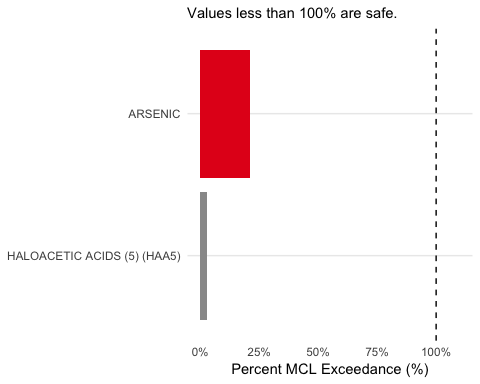 Values less than 100% are safe.
ARSENIC
HALOACETIC ACIDS (5) (HAA5)
0% 25% 50% 75% 100%
Percent MCL Exceedance (%)